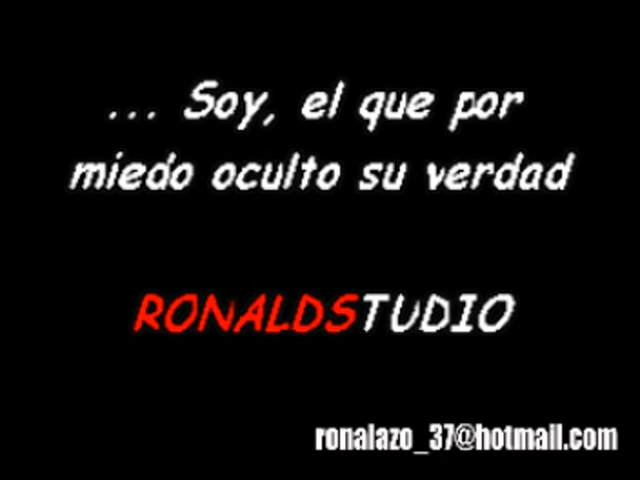 ... Soy, el que por
miedo oculto su verdad
RONALDSTUDIO
ronalazo_37@hotmail.com